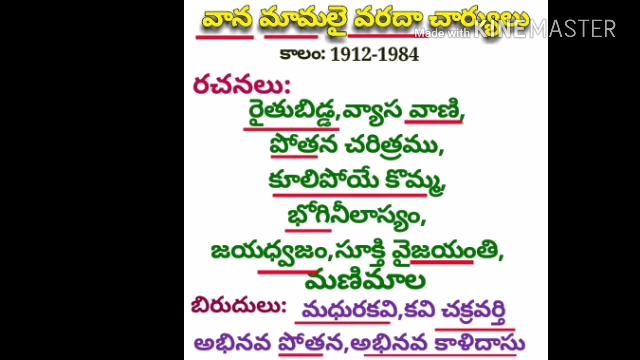 వాన మామలై వరదా చార్యులు
Made with KINEMASTER
కాలం: 1912-1984
రచనలు:
రైతుబిడ్డ,వ్యాస వాణి,
పోతన చరిత్రము,
కూలిపోయే కొమ్మ,
భోగినీలాస్యం,
జయధ్వజం,సూక్తి వైజయంతి,
మణిమాల
బిరుదులు: మధురకవి,కవి చక్రవర్తి
అభినవ పోతన,అభినవ కాళిదాసు